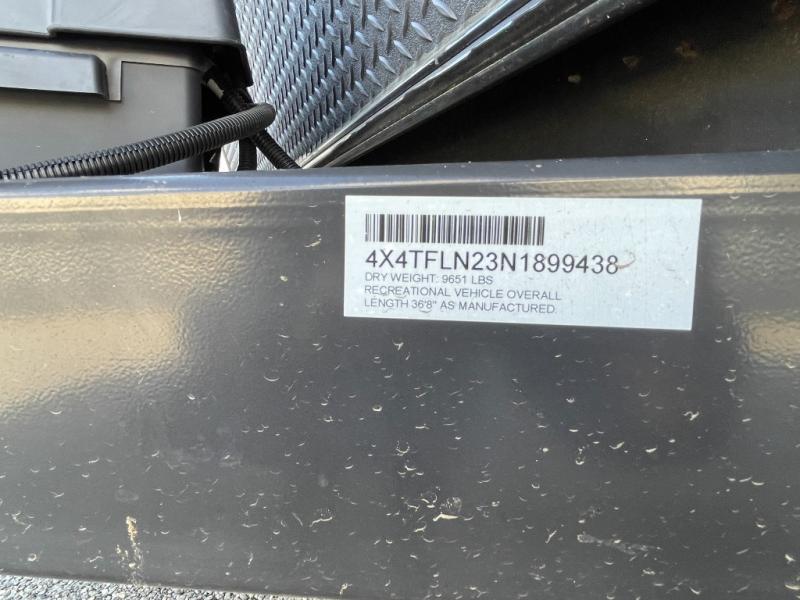 4X4TFLN23N1899438
DRY WEIGHT: 9651 LBS
RECREATIONAL VEHICLE OVERALL
LENGTH 36'8" AS MANUFACTURED.